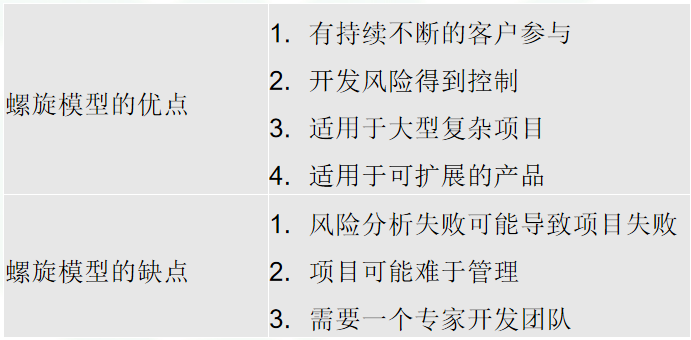 螺旋模型的优点
1. 有持续不断的客户参与
2. 开发风险得到控制
3. 适用于大型复杂项目
4. 适用于可扩展的产品
螺旋模型的缺点
1. 风险分析失败可能导致项目失败
2. 项目可能难于管理
3. 需要一个专家开发团队